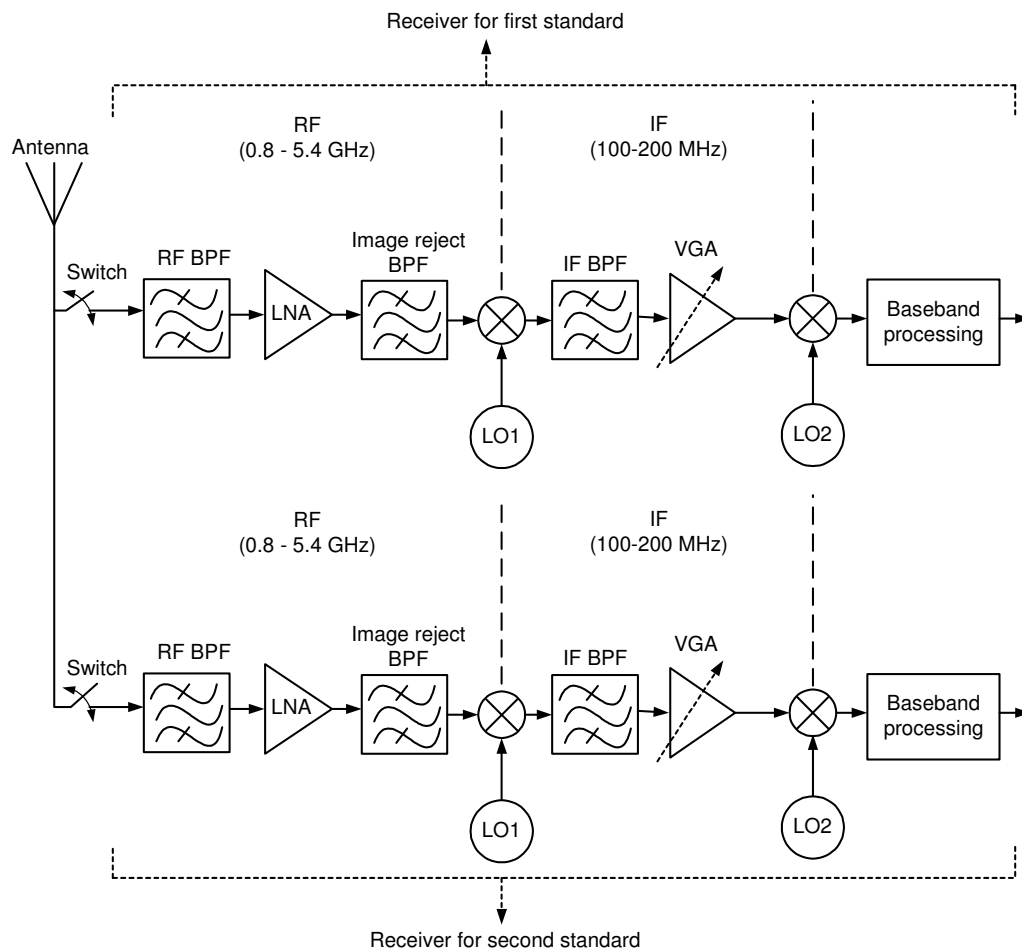 Receiver for first standard
RF
(0.8 - 5.4 GHz)
IF
(100-200 MHz)
Antenna
Switch
RF BPF
LNA
Image reject
BPF
IF BPF
VGA
Baseband
processing
LO1
LO2
RF
(0.8 - 5.4 GHz)
IF
(100-200 MHz)
Switch
RF BPF
LNA
Image reject
BPF
IF BPF
VGA
Baseband
processing
LO1
LO2
Receiver for second standard